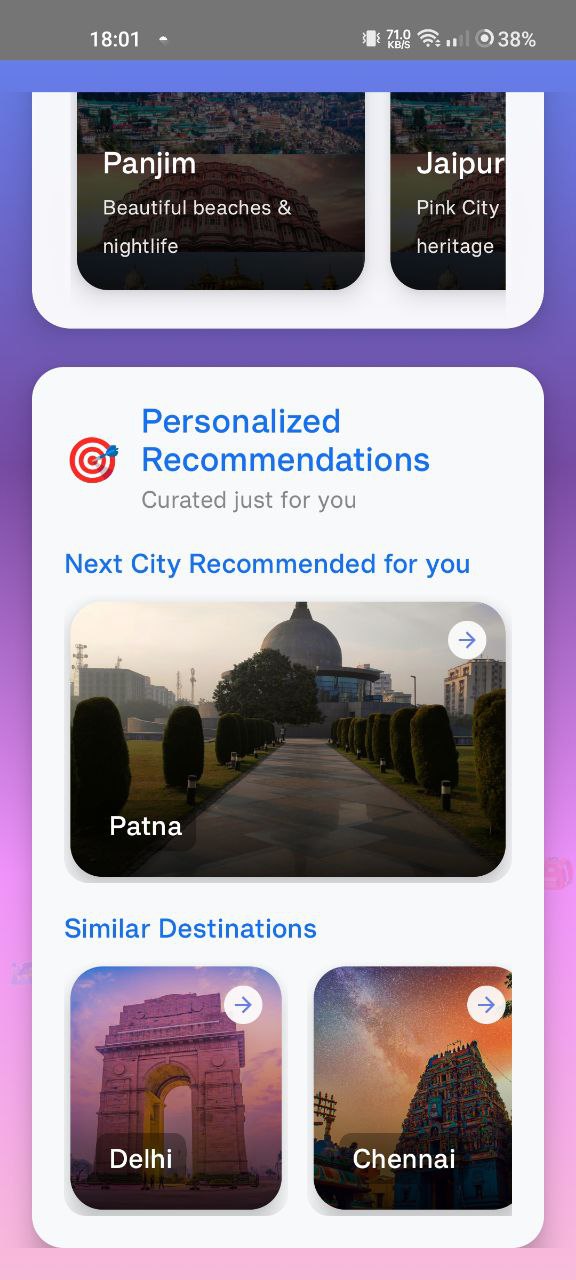 18:01
71.0
KB/S
38%
Panjim
Beautiful beaches &
nightlife
Jaipur
Pink City
heritage
Personalized
Recommendations
Curated just for you
Next City Recommended for you
Patna
Similar Destinations
Delhi
Chennai